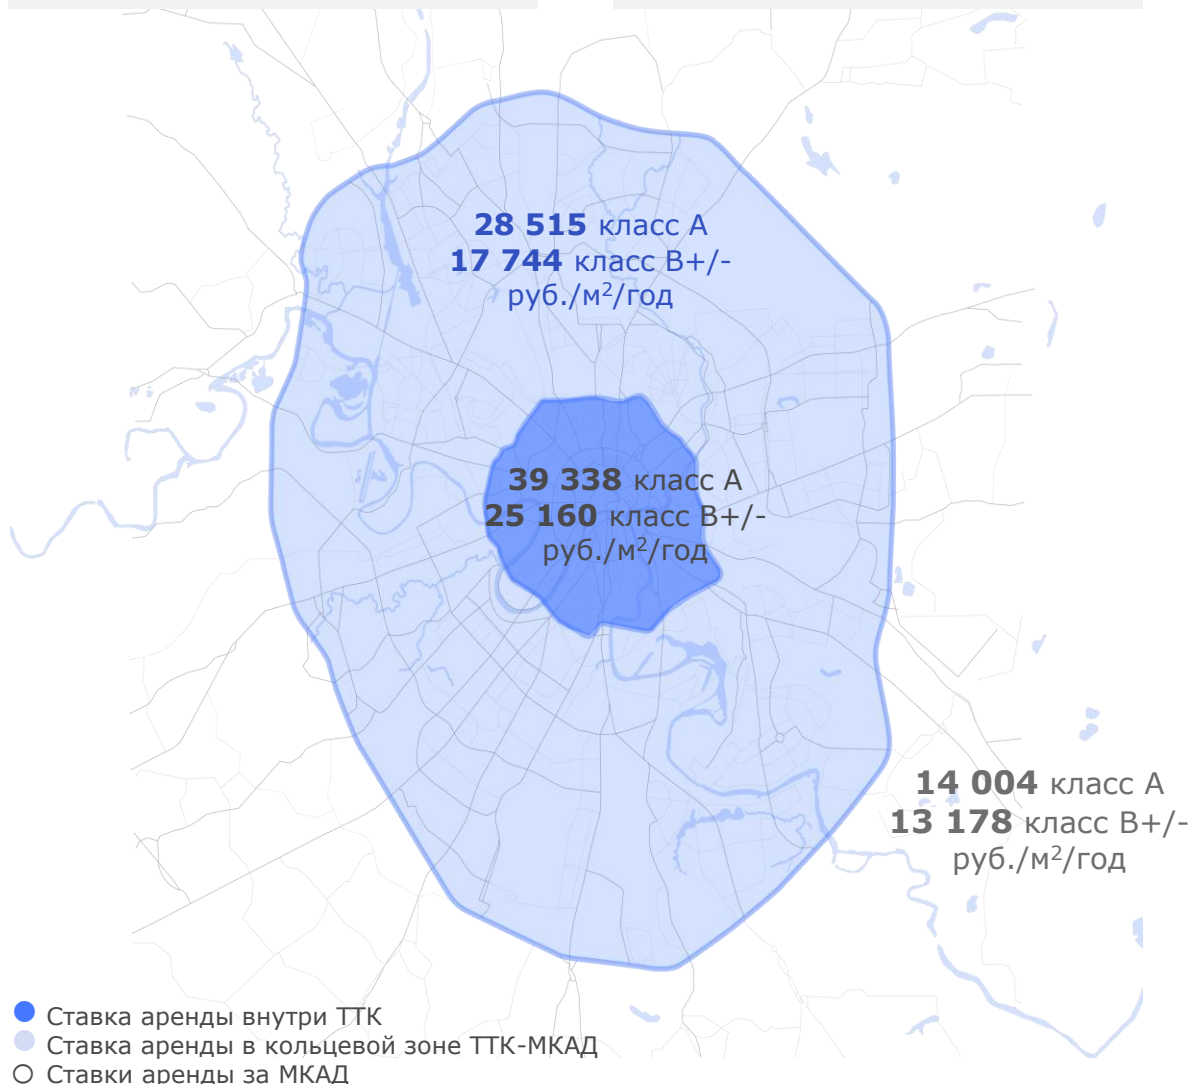 28 515 класс А
17 744 класс В+/-
руб./м²/год
39 338 класс А
25 160 класс В+/-
руб./м²/год
14 004 класс А
13 178 класс В+/-
руб./м²/год
Ставка аренды внутри ТТК
Ставка аренды в кольцевой зоне ТТК-МКАД
Ставки аренды за МКАД